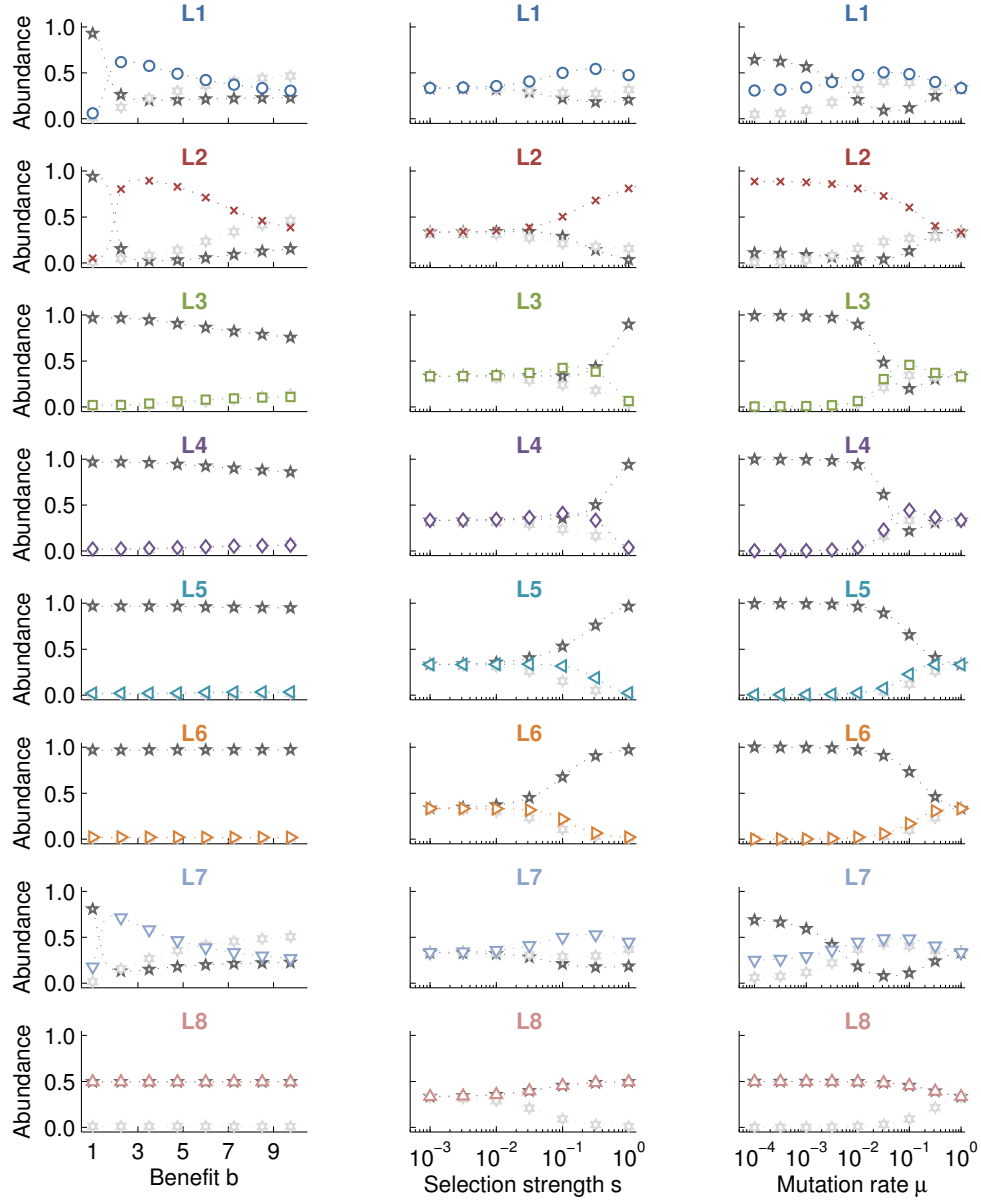 L1 L1 L1
Abundance 1.0 0.5 0.0
L2 L2 L2
Abundance 1.0 0.5 0.0
L3 L3 L3
Abundance 1.0 0.5 0.0
L4 L4 L4
Abundance 1.0 0.5 0.0
L5 L5 L5
Abundance 1.0 0.5 0.0
L6 L6 L6
Abundance 1.0 0.5 0.0
L7 L7 L7
Abundance 1.0 0.5 0.0
L8 L8 L8
Abundance 1.0 0.5 0.0
1 3 5 7 9 10⁻³ 10⁻² 10⁻¹ 10⁰ 10⁻⁴ 10⁻³ 10⁻² 10⁻¹ 10⁰
Benefit b Selection strength s Mutation rate μ